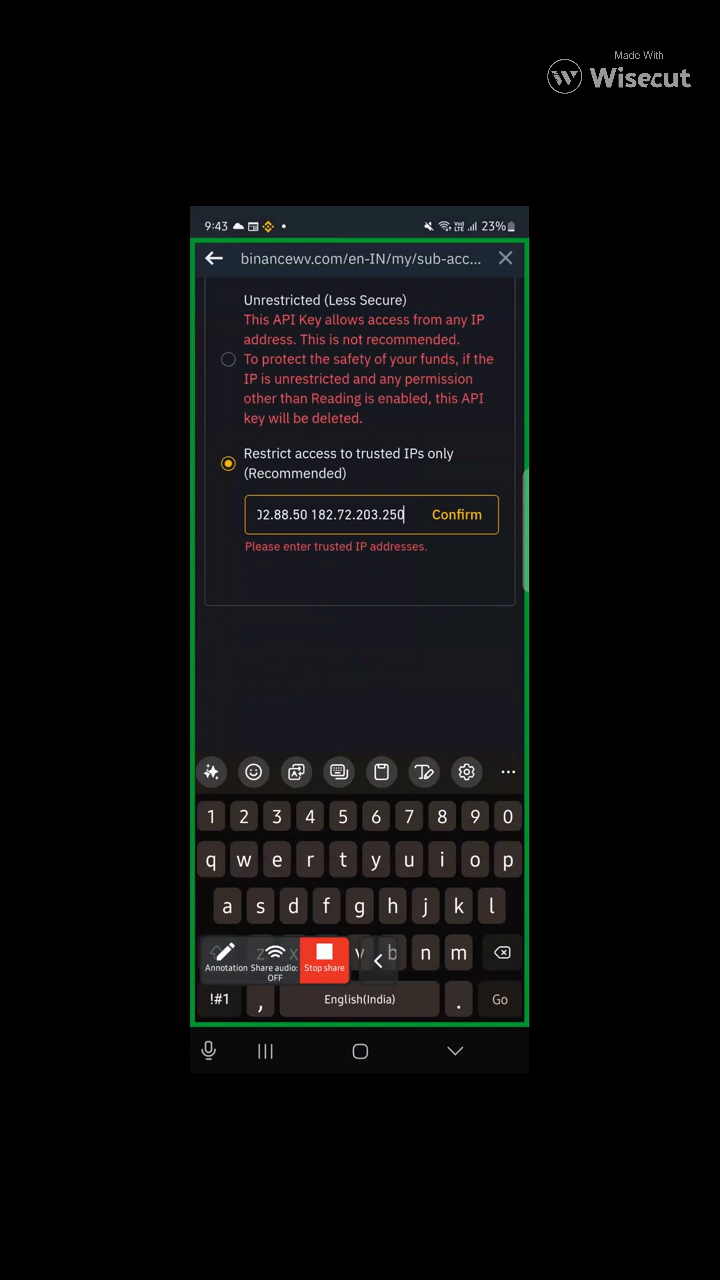 Made With
Wisecut
9:43
23%
binancewv.com/en-IN/my/sub-acc...
Unrestricted (Less Secure)
This API Key allows access from any IP
address. This is not recommended.
To protect the safety of your funds, if the
IP is unrestricted and any permission
other than Reading is enabled, this API
key will be deleted.
Restrict access to trusted IPs only
(Recommended)
02.88.50 182.72.203.250 Confirm
Please enter trusted IP addresses.
1 2 3 4 5 6 7 8 9 0
q w e r t y u i o p
a s d f g h j k l
z x v b n m
Annotation Share audio: OFF Stop share
!#1 , English(India) . Go